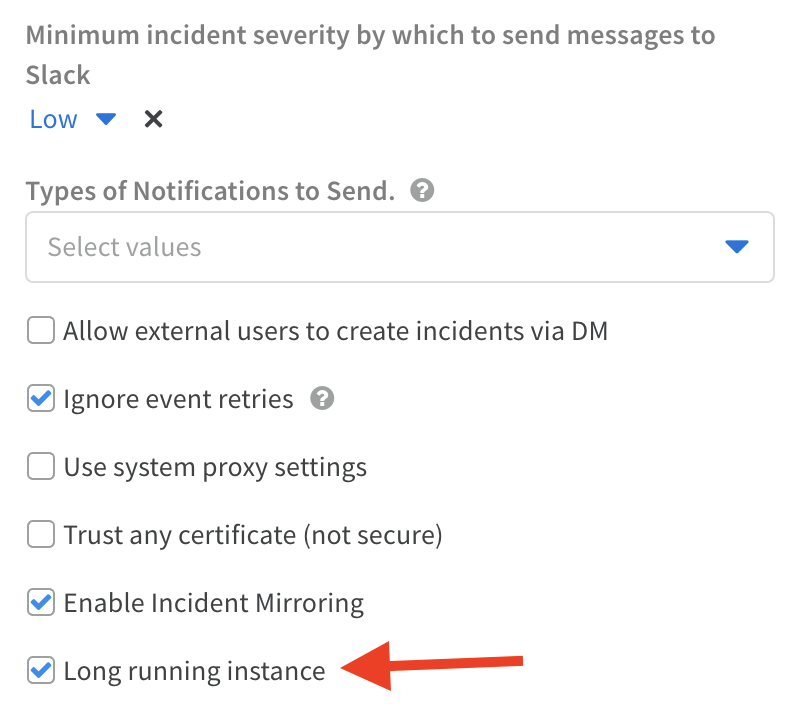 Minimum incident severity by which to send messages to
Slack
Low
Types of Notifications to Send.
Select values
Allow external users to create incidents via DM
Ignore event retries
Use system proxy settings
Trust any certificate (not secure)
Enable Incident Mirroring
Long running instance